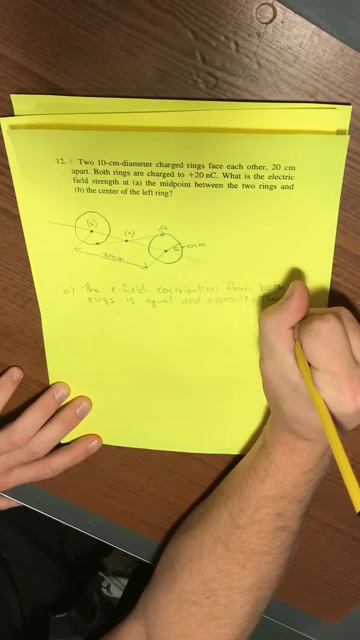 12. Two 10-cm-diameter charged rings face each other, 20 cm
apart. Both rings are charged to +20 nC. What is the electric
field strength at (a) the midpoint between the two rings and
(b) the center of the left ring?
(b)
(a)
10cm
20cm
a) The e-field contribution from both
rings is equal and opposite